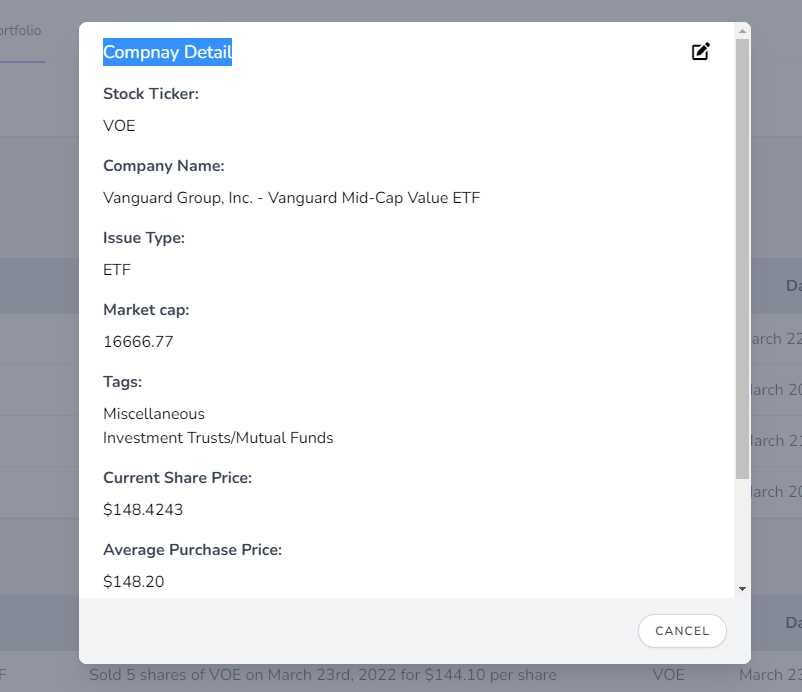 ortfolio
Compnay Detail
Stock Ticker:
VOE
Company Name:
Vanguard Group, Inc. - Vanguard Mid-Cap Value ETF
Issue Type:
ETF
Market cap:
16666.77
Tags:
Miscellaneous
Investment Trusts/Mutual Funds
Current Share Price:
$148.4243
Average Purchase Price:
$148.20
CANCEL
Da
arch 22
arch 20
arch 21
arch 20
Da
F Sold 5 shares of VOE on March 23rd, 2022 for $144.10 per share VOE March 23